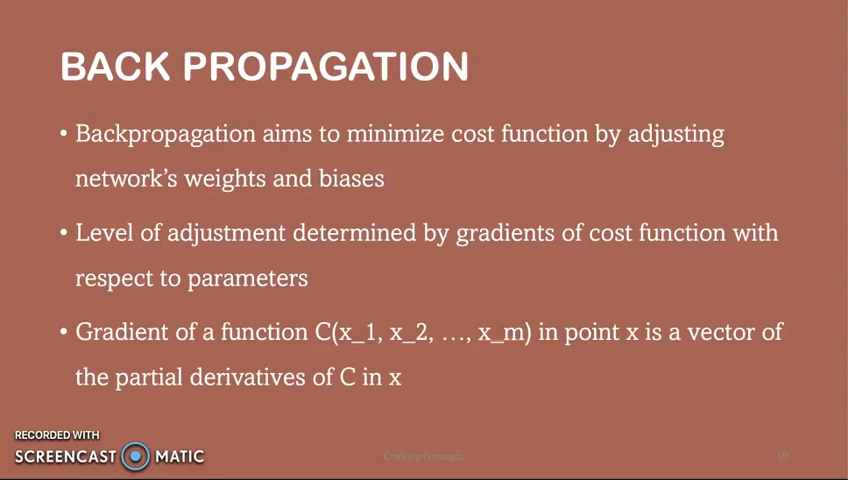 BACK PROPAGATION
• Backpropagation aims to minimize cost function by adjusting
network's weights and biases
• Level of adjustment determined by gradients of cost function with
respect to parameters
• Gradient of a function C(x_1, x_2, …, x_m) in point x is a vector of
the partial derivatives of C in x
RECORDED WITH
SCREENCAST MATIC
Concepts